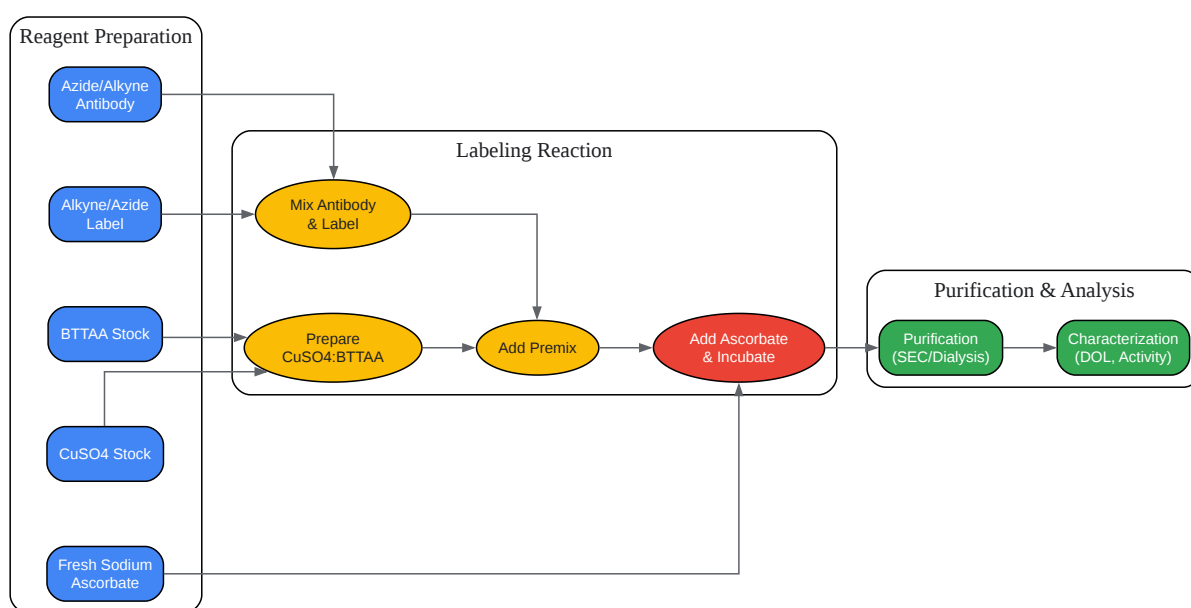 Reagent Preparation
Azide/Alkyne
Antibody
Alkyne/Azide
Label
BTTAA Stock
CuSO4 Stock
Fresh Sodium
Ascorbate
Labeling Reaction
Mix Antibody
& Label
Prepare
CuSO4:BTTAA
Add Premix
Add Ascorbate
& Incubate
Purification & Analysis
Purification
(SEC/Dialysis)
Characterization
(DOL, Activity)